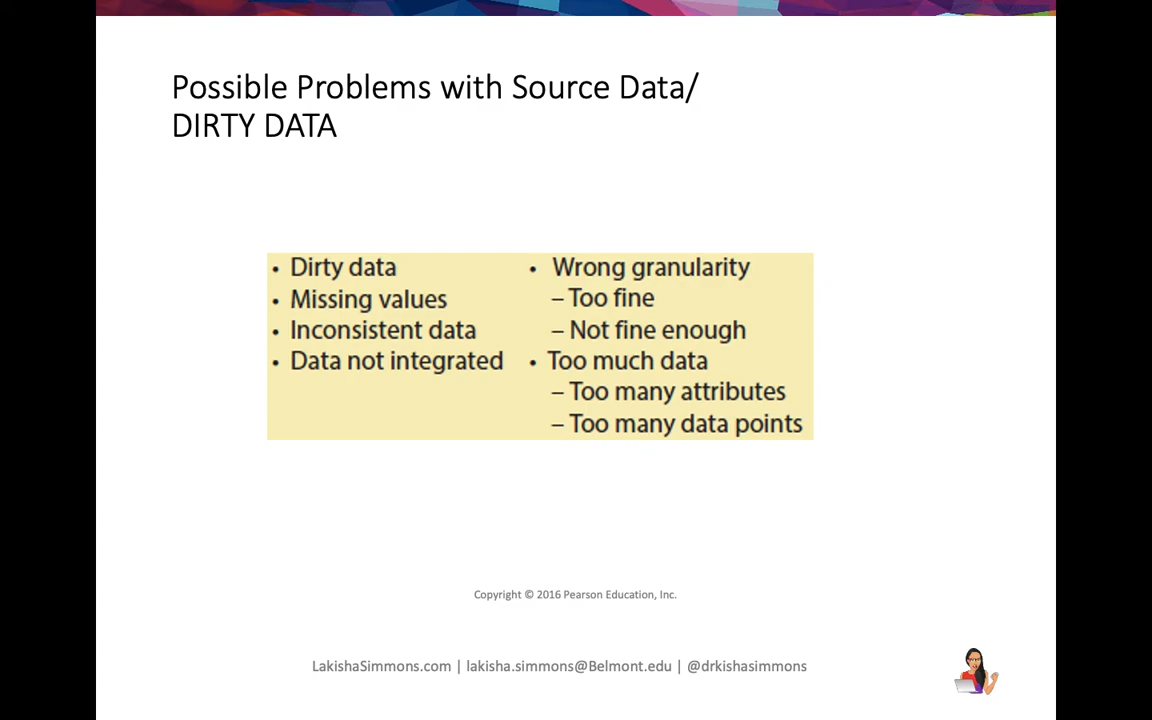 Possible Problems with Source Data/
DIRTY DATA
• Dirty data
• Missing values
• Inconsistent data
• Data not integrated
• Wrong granularity
– Too fine
– Not fine enough
• Too much data
– Too many attributes
– Too many data points
Copyright © 2016 Pearson Education, Inc.
LakishaSimmons.com | lakisha.simmons@Belmont.edu | @drkishasimmons